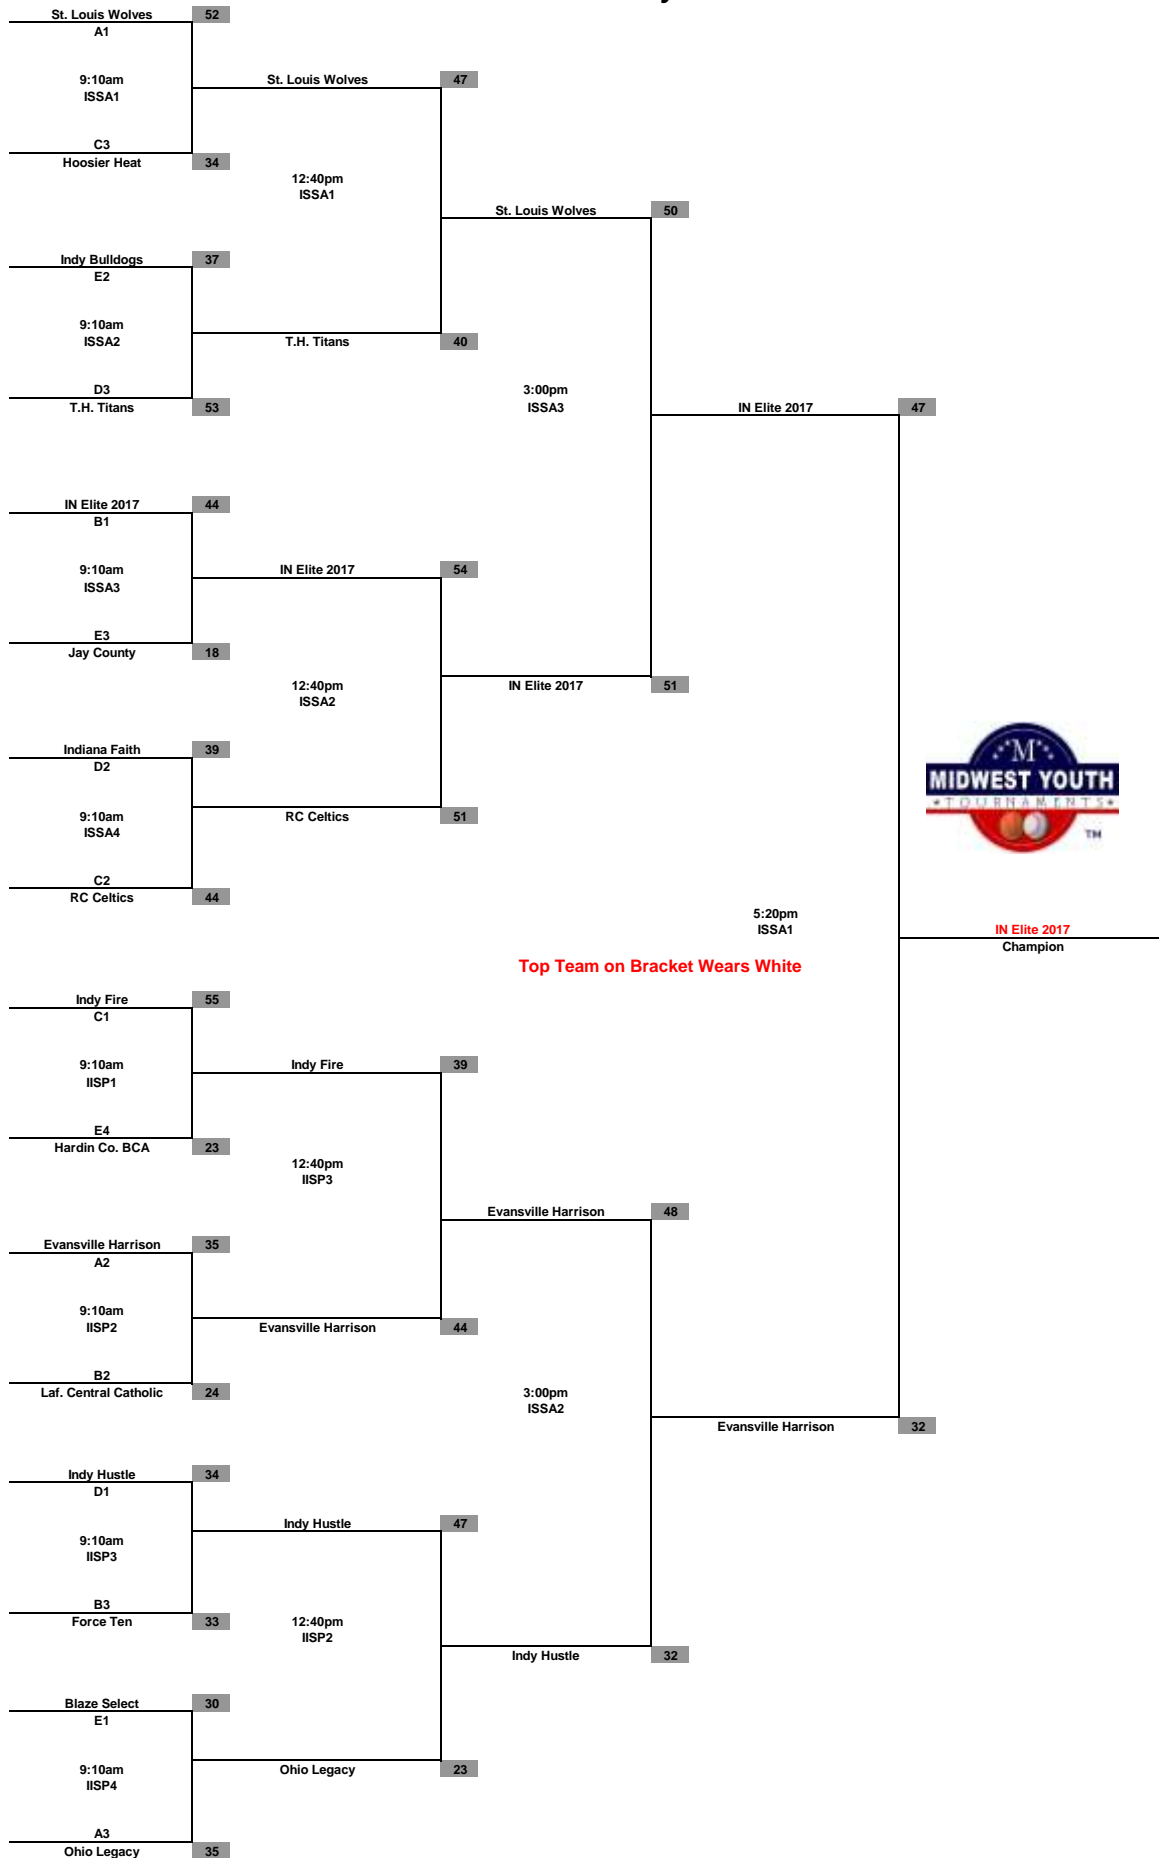 y
St. Louis Wolves 52
A1
9:10am
ISSA1
St. Louis Wolves 47
C3
Hoosier Heat 34
12:40pm
ISSA1
St. Louis Wolves 50
Indy Bulldogs 37
E2
9:10am
ISSA2
T.H. Titans 40
D3
T.H. Titans 53
3:00pm
ISSA3
IN Elite 2017 47
IN Elite 2017 44
B1
9:10am
ISSA3
IN Elite 2017 54
E3
Jay County 18
12:40pm
ISSA2
IN Elite 2017 51
Indiana Faith 39
D2
9:10am
ISSA4
RC Celtics 51
C2
RC Celtics 44
M
MIDWEST YOUTH
TOURNAMENTS
TM
5:20pm
ISSA1
IN Elite 2017
Champion
Top Team on Bracket Wears White
Indy Fire 55
C1
9:10am
IISP1
Indy Fire 39
E4
Hardin Co. BCA 23
12:40pm
IISP3
Evansville Harrison 48
Evansville Harrison 35
A2
9:10am
IISP2
Evansville Harrison 44
B2
Laf. Central Catholic 24
3:00pm
ISSA2
Evansville Harrison 32
Indy Hustle 34
D1
9:10am
IISP3
Indy Hustle 47
B3
Force Ten 33
12:40pm
IISP2
Indy Hustle 32
Blaze Select 30
E1
9:10am
IISP4
Ohio Legacy 23
A3
Ohio Legacy 35